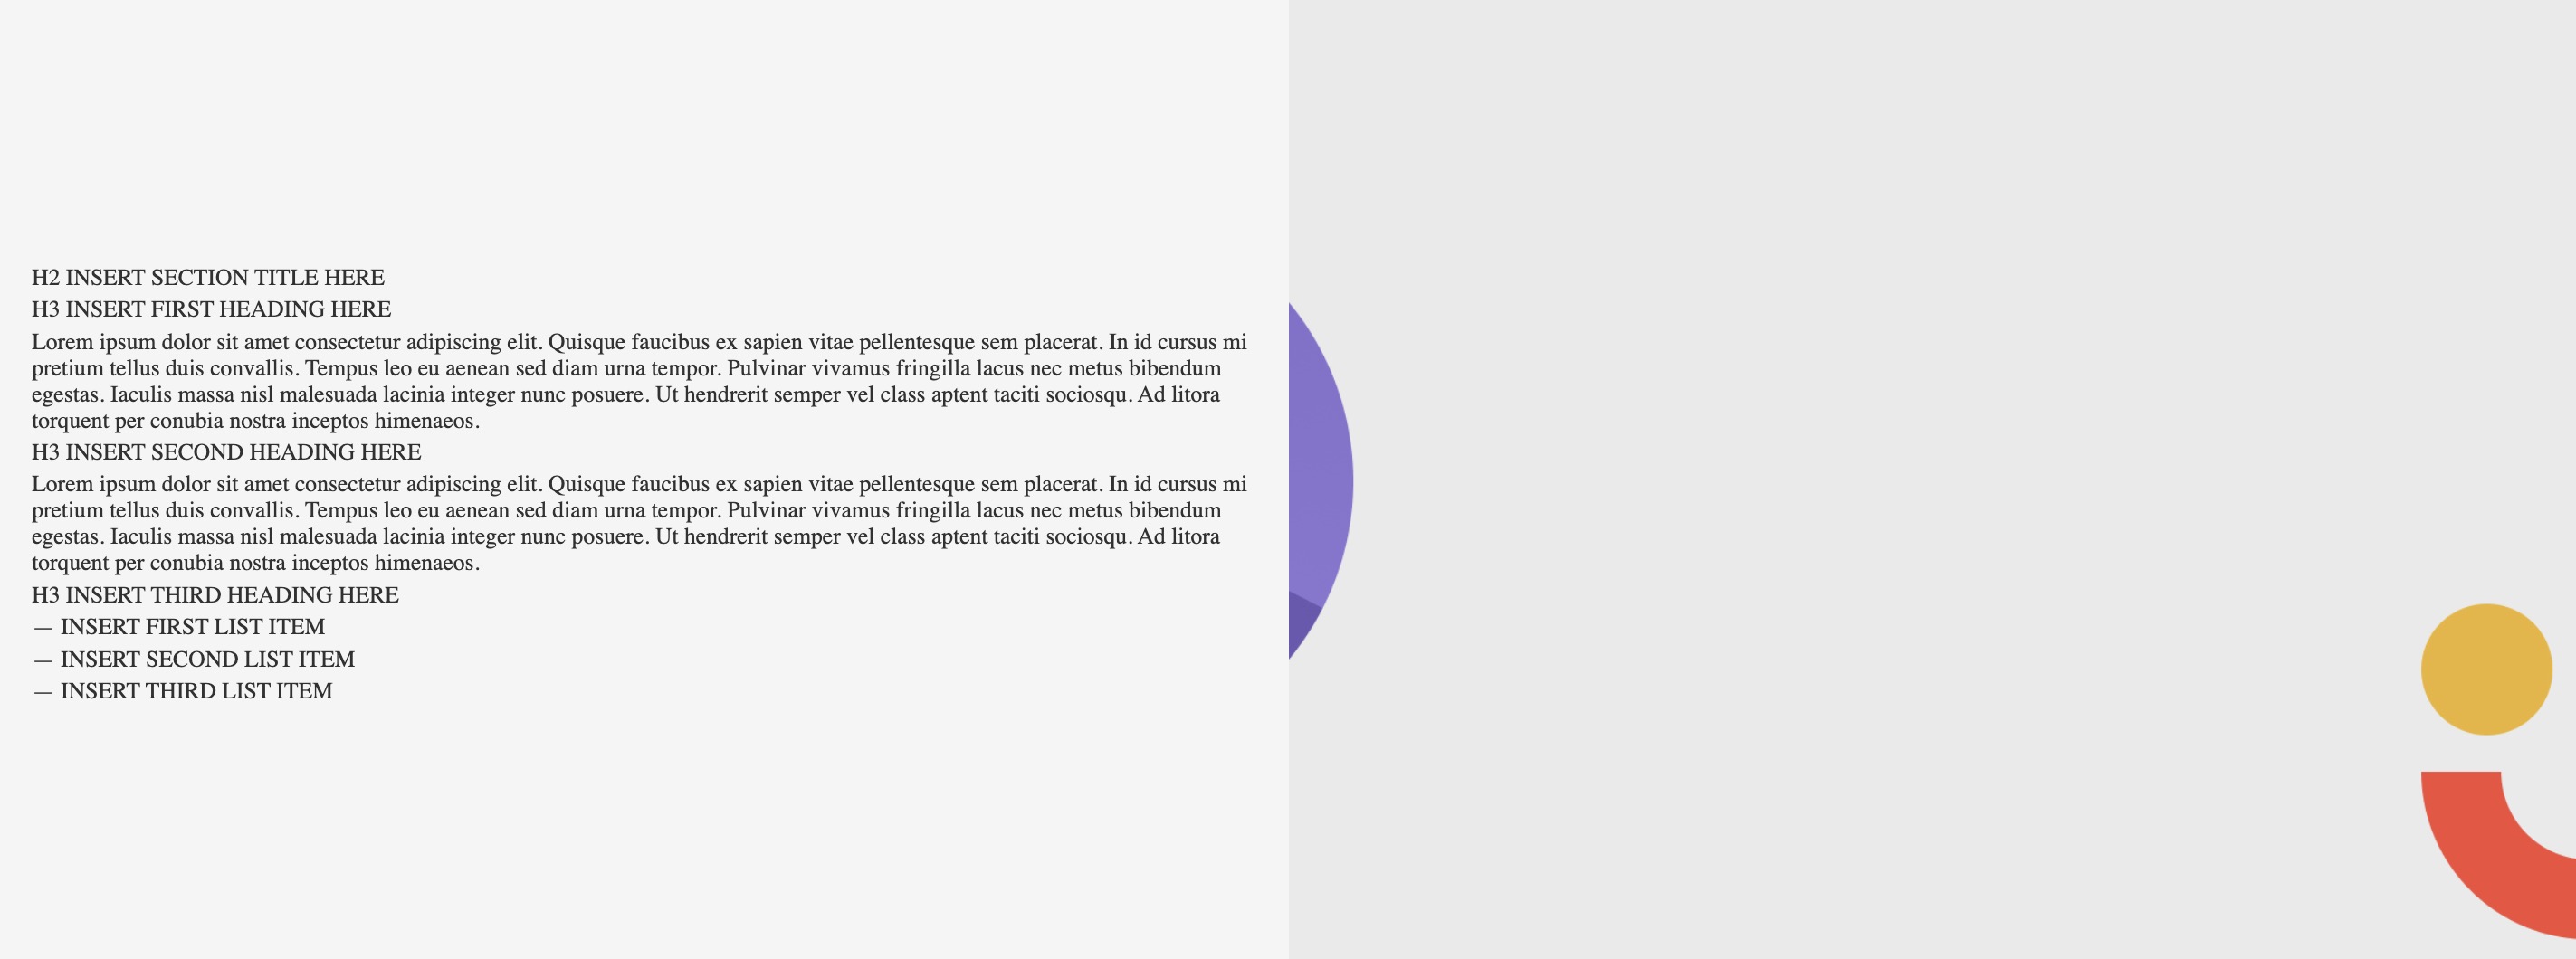 H2 INSERT SECTION TITLE HERE
H3 INSERT FIRST HEADING HERE
Lorem ipsum dolor sit amet consectetur adipiscing elit. Quisque faucibus ex sapien vitae pellentesque sem placerat. In id cursus mi
pretium tellus duis convallis. Tempus leo eu aenean sed diam urna tempor. Pulvinar vivamus fringilla lacus nec metus bibendum
egestas. Iaculis massa nisl malesuada lacinia integer nunc posuere. Ut hendrerit semper vel class aptent taciti sociosqu. Ad litora
torquent per conubia nostra inceptos himenaeos.
H3 INSERT SECOND HEADING HERE
Lorem ipsum dolor sit amet consectetur adipiscing elit. Quisque faucibus ex sapien vitae pellentesque sem placerat. In id cursus mi
pretium tellus duis convallis. Tempus leo eu aenean sed diam urna tempor. Pulvinar vivamus fringilla lacus nec metus bibendum
egestas. Iaculis massa nisl malesuada lacinia integer nunc posuere. Ut hendrerit semper vel class aptent taciti sociosqu. Ad litora
torquent per conubia nostra inceptos himenaeos.
H3 INSERT THIRD HEADING HERE
— INSERT FIRST LIST ITEM
— INSERT SECOND LIST ITEM
— INSERT THIRD LIST ITEM